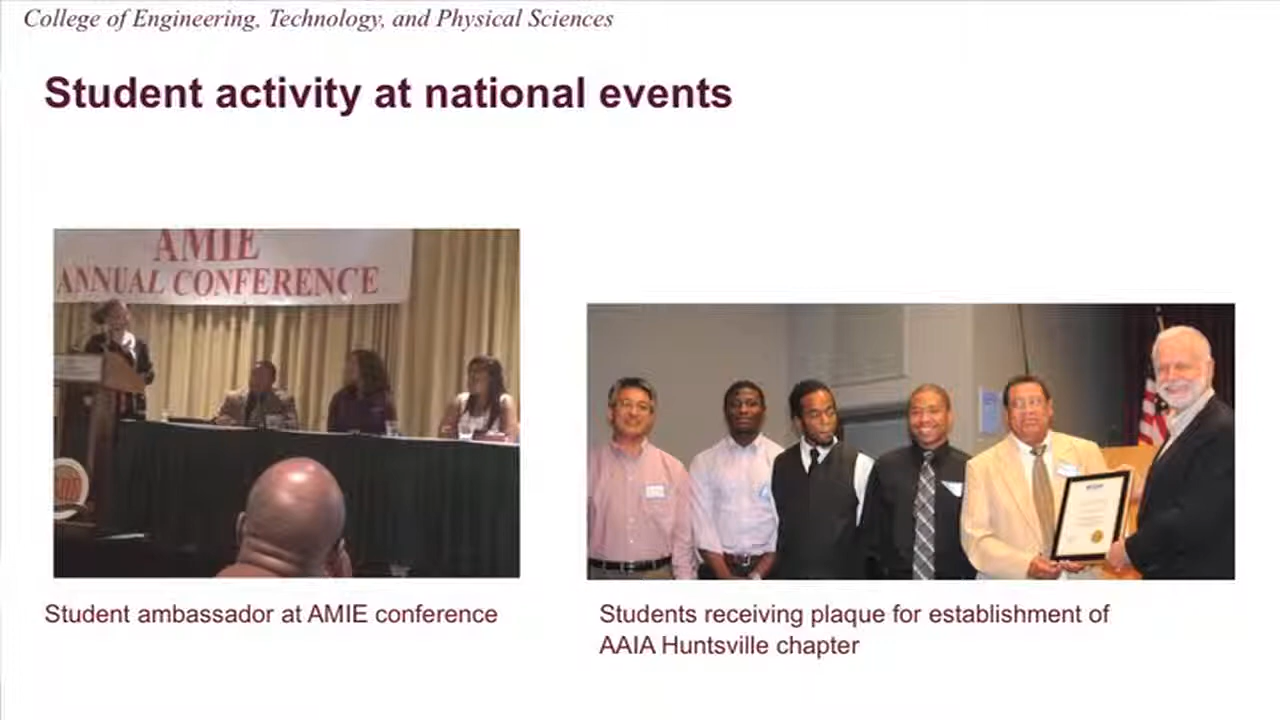 College of Engineering, Technology, and Physical Sciences
Student activity at national events
AMIE
ANNUAL CONFERENCE
Student ambassador at AMIE conference
Students receiving plaque for establishment of
AAIA Huntsville chapter